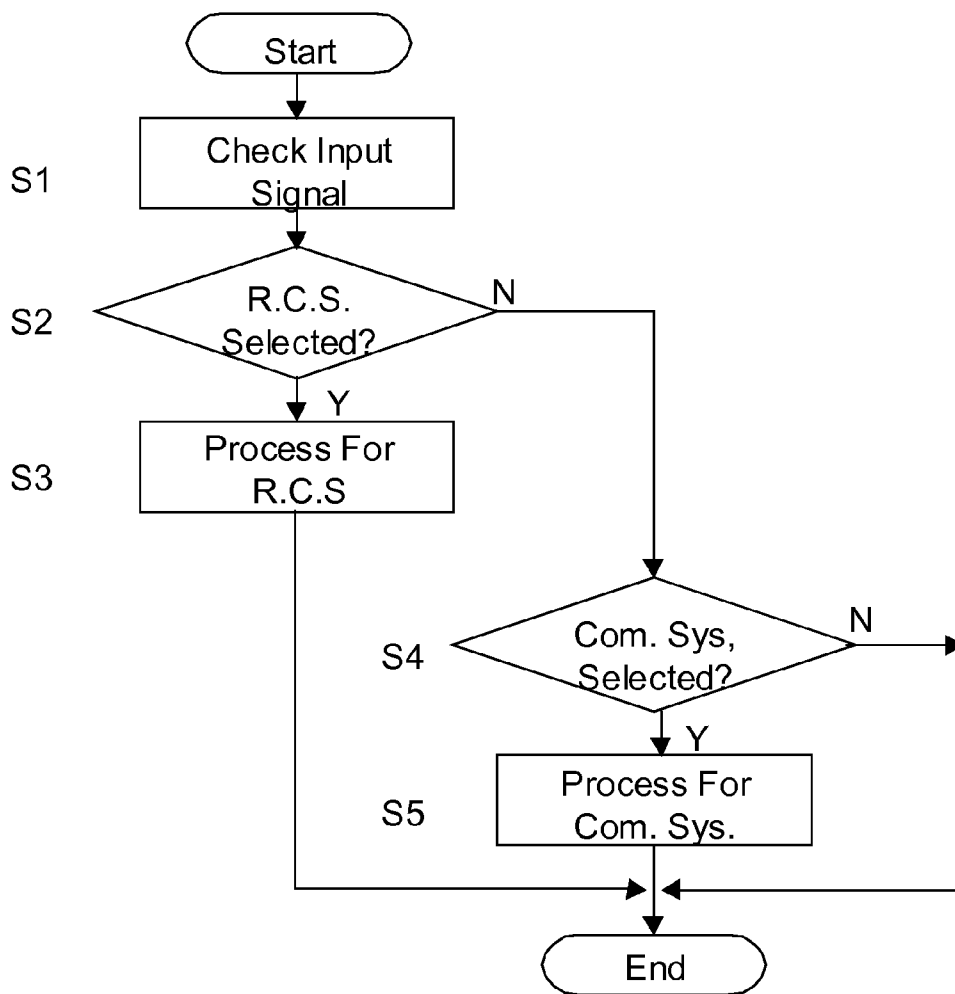 Start
S1
Check Input
Signal
S2
R.C.S.
Selected?
N
Y
S3
Process For
R.C.S
S4
Com. Sys,
Selected?
N
Y
S5
Process For
Com. Sys.
End